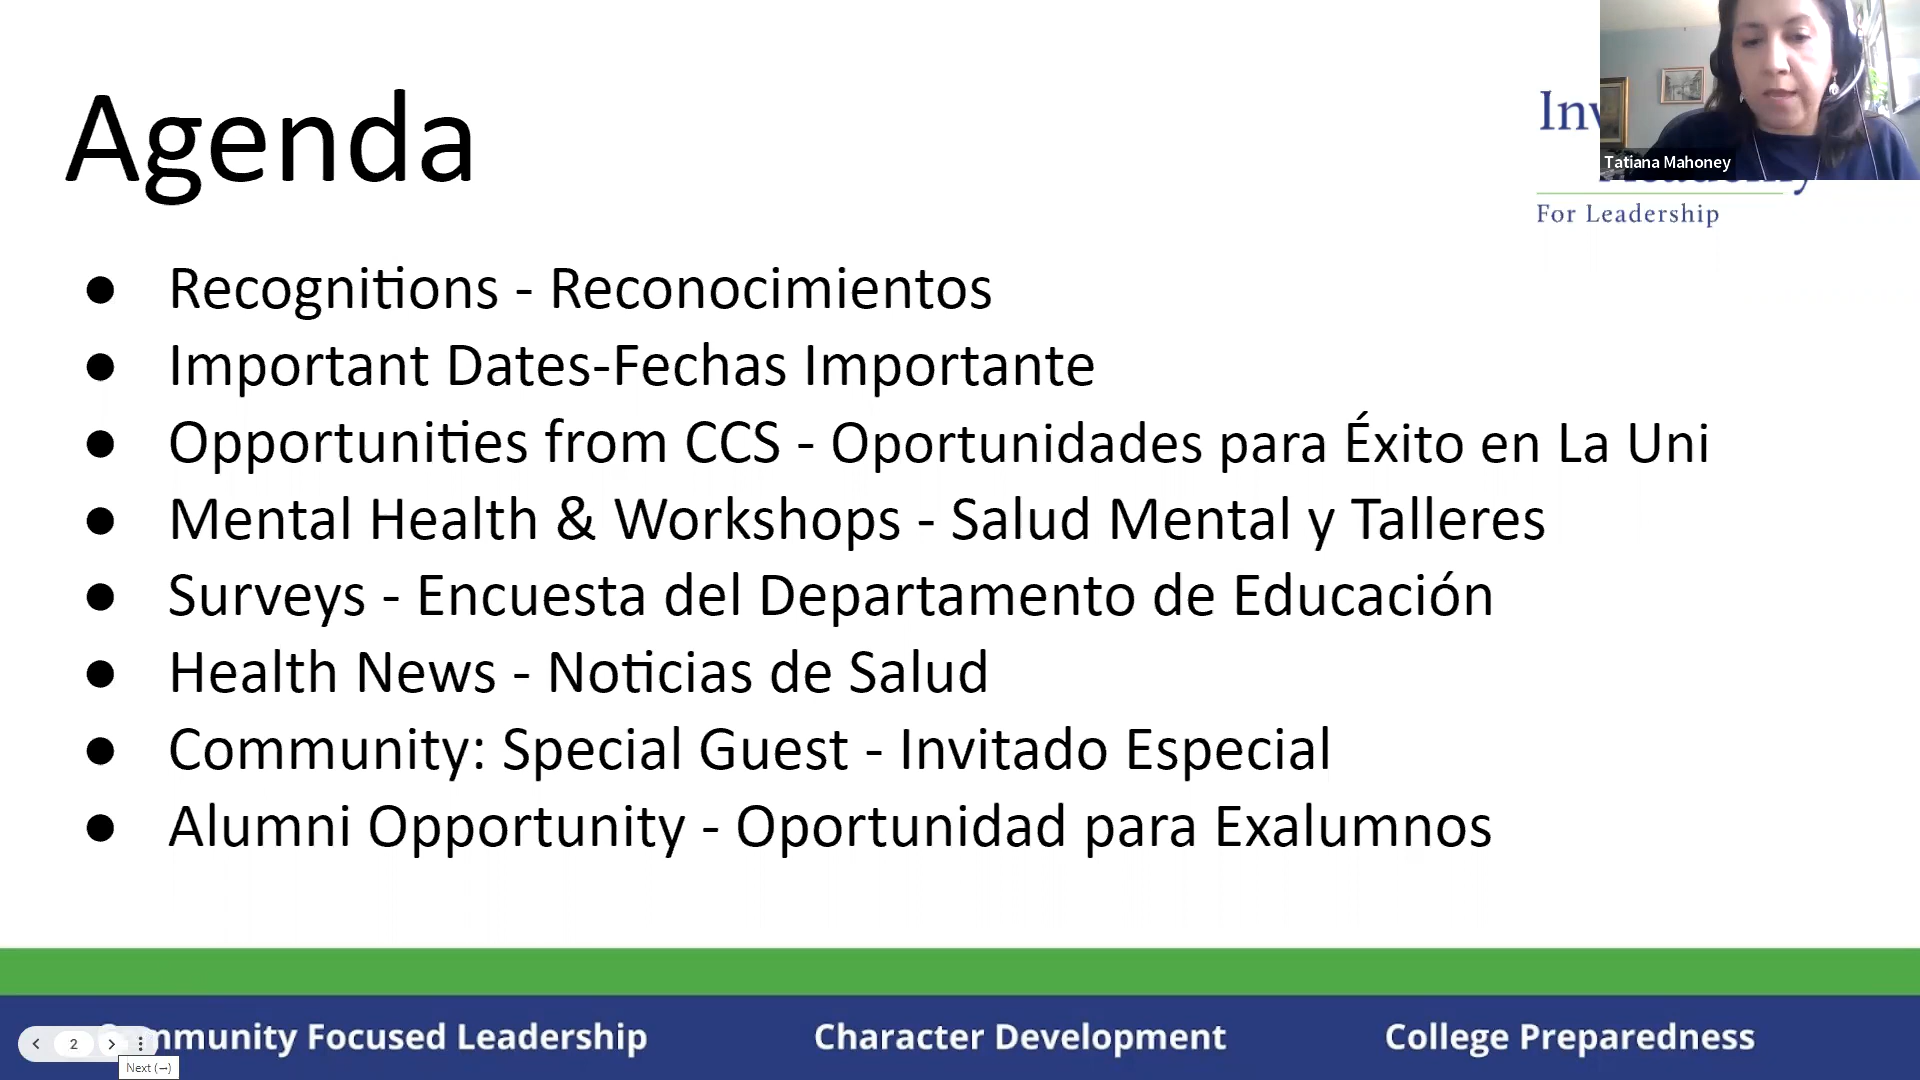 Agenda
Tatiana Mahoney
For Leadership
● Recognitions - Reconocimientos
● Important Dates-Fechas Importante
● Opportunities from CCS - Oportunidades para Éxito en La Uni
● Mental Health & Workshops - Salud Mental y Talleres
● Surveys - Encuesta del Departamento de Educación
● Health News - Noticias de Salud
● Community: Special Guest - Invitado Especial
● Alumni Opportunity - Oportunidad para Exalumnos
Focused Leadership
Character Development
College Preparedness
2
Next (→)